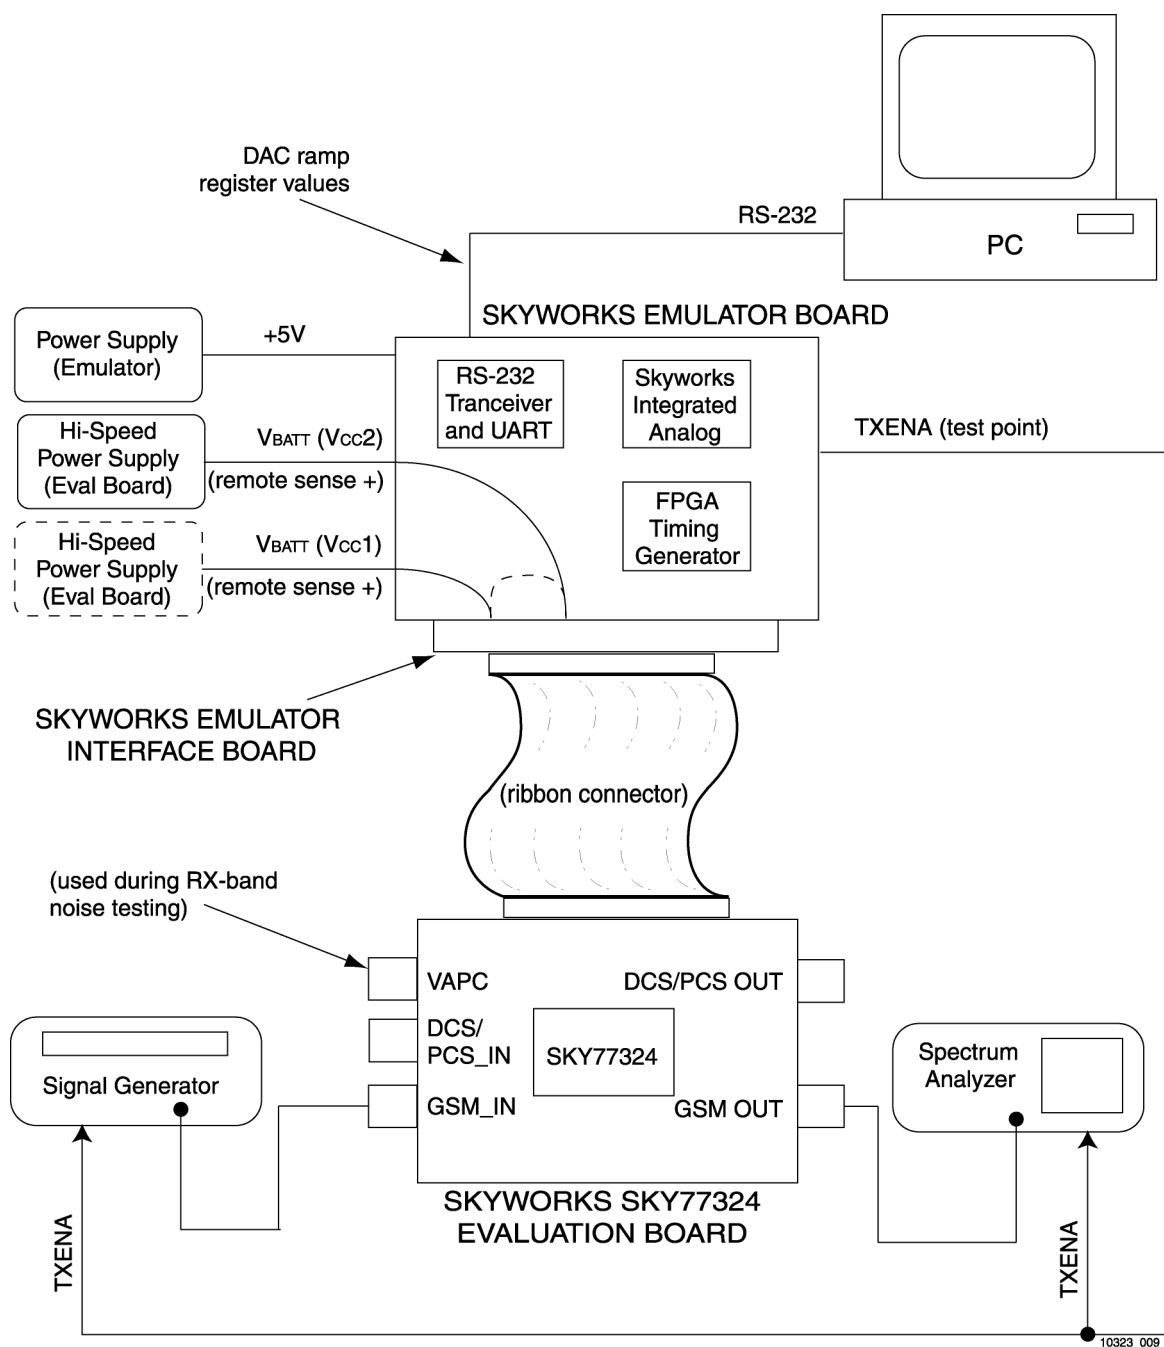 DAC ramp
register values
RS-232
PC
SKYWORKS EMULATOR BOARD
Power Supply
(Emulator)
+5V
RS-232
Tranceiver
and UART
Skyworks
Integrated
Analog
TXENA (test point)
Hi-Speed
Power Supply
(Eval Board)
VBATT (VCC2)
(remote sense +)
FPGA
Timing
Generator
Hi-Speed
Power Supply
(Eval Board)
VBATT (VCC1)
(remote sense +)
SKYWORKS EMULATOR
INTERFACE BOARD
(ribbon connector)
(used during RX-band
noise testing)
VAPC
DCS/PCS OUT
DCS/
PCS_IN
SKY77324
GSM_IN
GSM OUT
Signal Generator
Spectrum
Analyzer
SKYWORKS SKY77324
EVALUATION BOARD
TXENA
TXENA
10323_009